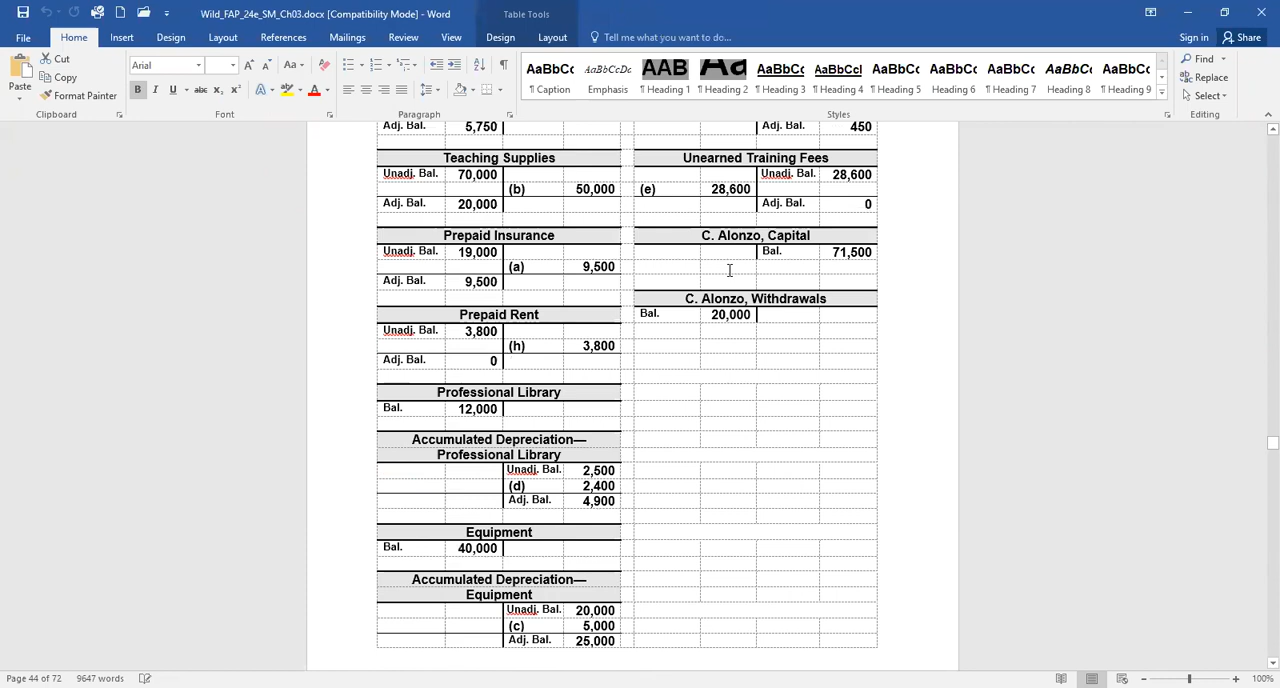 Wild_FAP_24e_SM_Ch03.docx [Compatibility Mode] - Word
Table Tools
File Home Insert Design Layout References Mailings Review View Design Layout Tell me what you want to do... Sign in Share
Paste
Cut
Copy
Format Painter
Clipboard
Arial
Font
Paragraph
AaBbCc AaBbCcDc AAB Aa AaBbCc AaBbCcI AaBbCc AaBbCc AaBbCc AaBbCc AaBbCc
¶ Caption Emphasis ¶ Heading 1 ¶ Heading 2 ¶ Heading 3 ¶ Heading 4 ¶ Heading 5 Heading 6 ¶ Heading 7 ¶ Heading 8 ¶ Heading 9
Styles
Find
Replace
Select
Editing
Adj. Bal. 5,750
Teaching Supplies
Unadj. Bal. 70,000
(b) 50,000
Adj. Bal. 20,000
Prepaid Insurance
Unadj. Bal. 19,000
(a) 9,500
Adj. Bal. 9,500
Prepaid Rent
Unadj. Bal. 3,800
(h) 3,800
Adj. Bal. 0
Professional Library
Bal. 12,000
Accumulated Depreciation—
Professional Library
Unadj. Bal. 2,500
(d) 2,400
Adj. Bal. 4,900
Equipment
Bal. 40,000
Accumulated Depreciation—
Equipment
Unadj. Bal. 20,000
(c) 5,000
Adj. Bal. 25,000
Adj. Bal. 450
Unearned Training Fees
Unadj. Bal. 28,600
(e) 28,600
Adj. Bal. 0
C. Alonzo, Capital
Bal. 71,500
C. Alonzo, Withdrawals
Bal. 20,000
Page 44 of 72 9647 words 100%